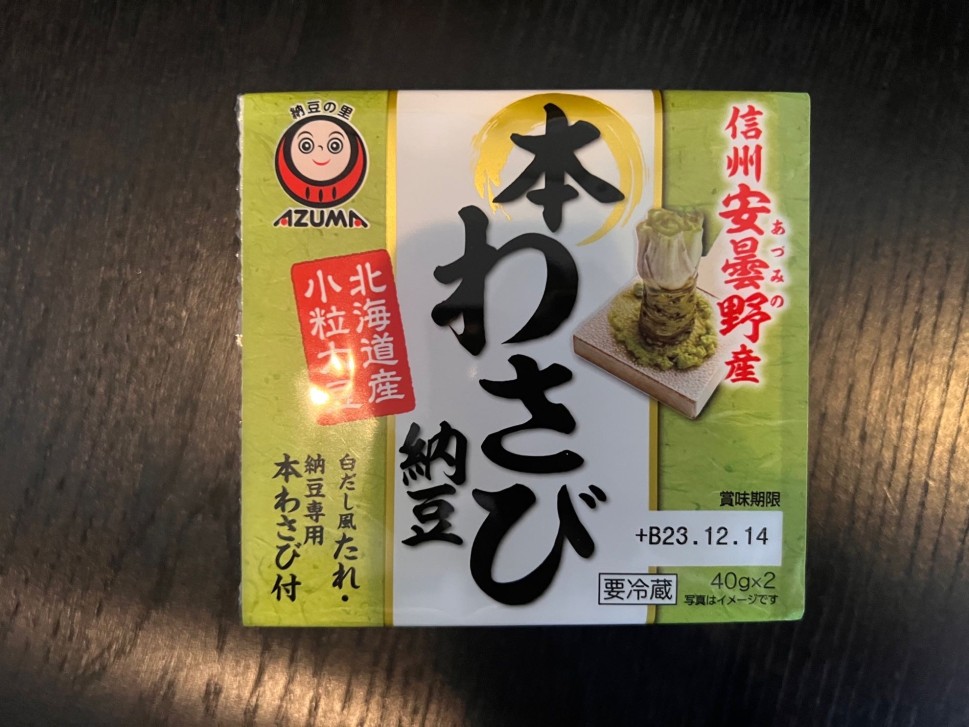 納豆の里
AZUMA
北海道産
小粒大豆
白だし風たれ・
納豆専用
本わさび付
本わさび
納豆
信州安曇野産
あづみの
賞味期限
+B23.12.14
要冷蔵
40g×2
写真はイメージです